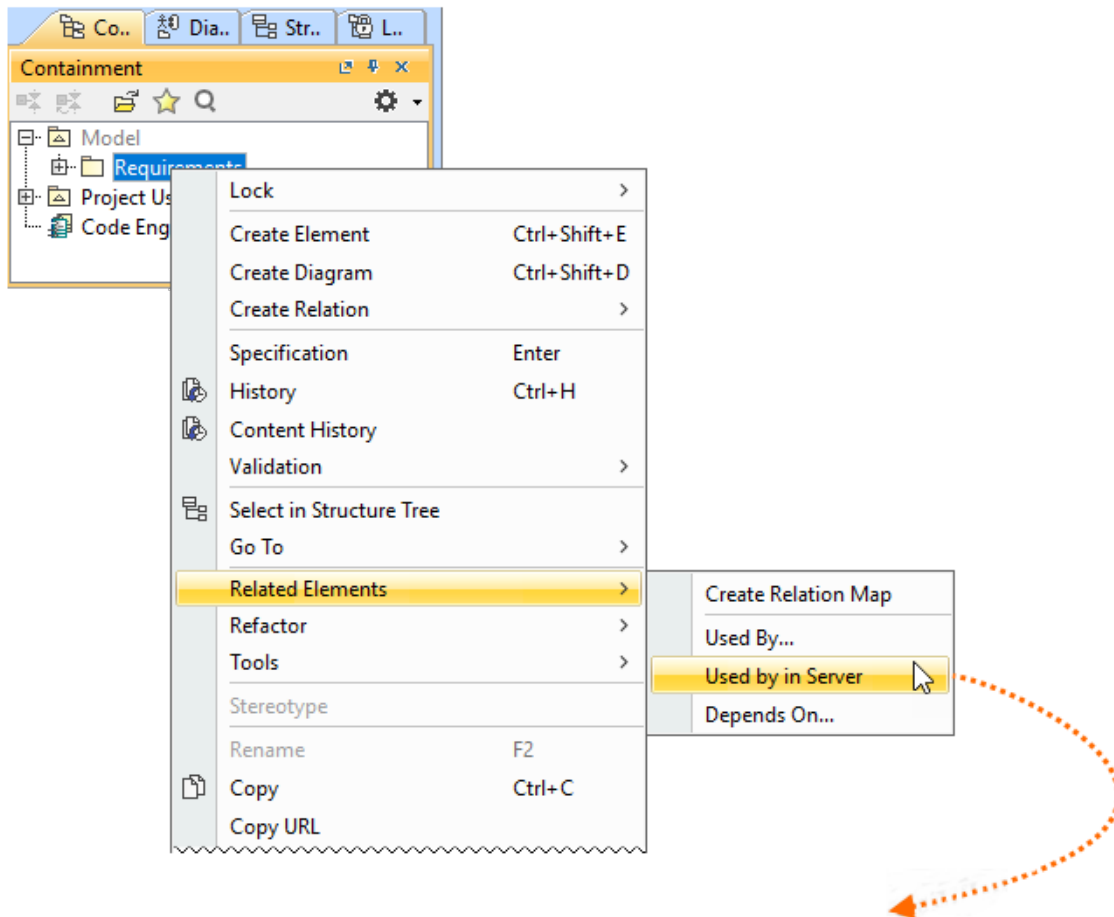 Co.. Dia.. Str.. L..
Containment
Model
Requirements
Project Us
Code Eng
Lock
Create Element Ctrl+Shift+E
Create Diagram Ctrl+Shift+D
Create Relation
Specification Enter
History Ctrl+H
Content History
Validation
Select in Structure Tree
Go To
Related Elements
Refactor
Tools
Stereotype
Rename F2
Copy Ctrl+C
Copy URL
Create Relation Map
Used By...
Used by in Server
Depends On...